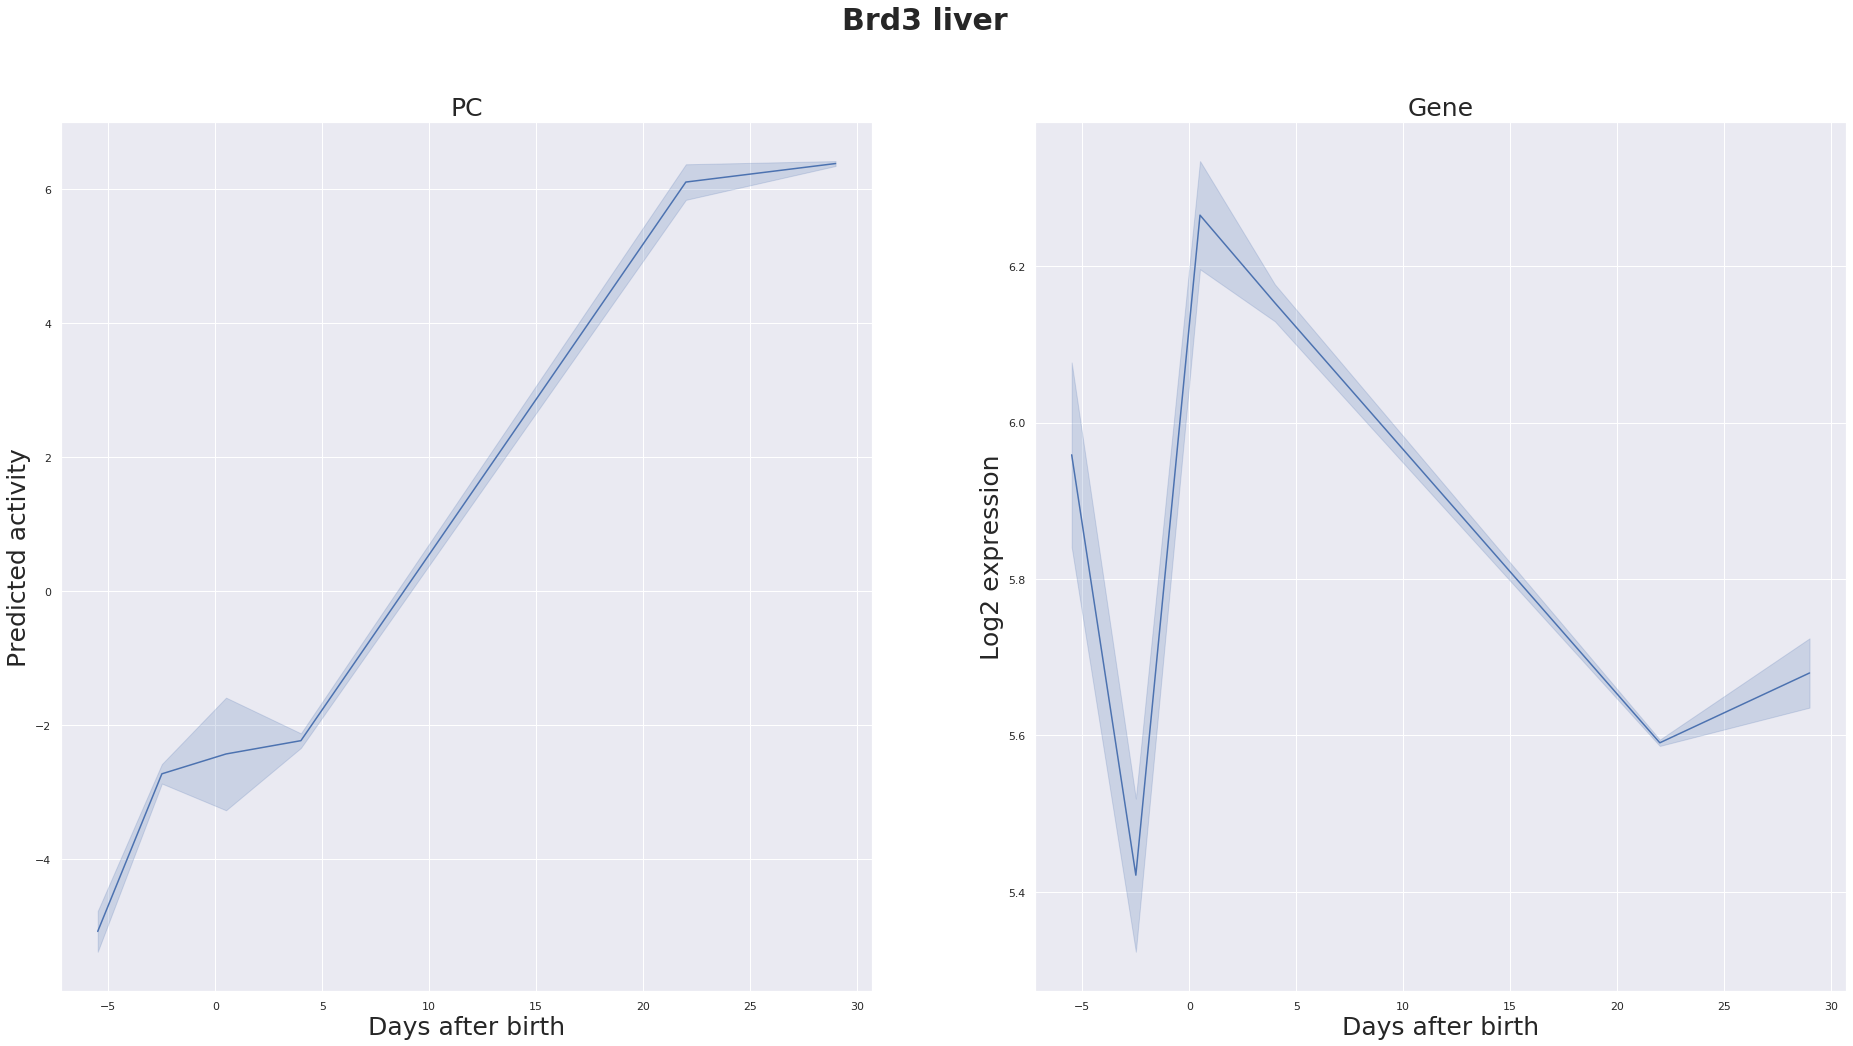 Brd3 liver
PC
Predicted activity
6
4
2
0
−2
−4
−5 0 5 10 15 20 25 30
Days after birth
Gene
Log2 expression
6.2
6.0
5.8
5.6
5.4
−5 0 5 10 15 20 25 30
Days after birth